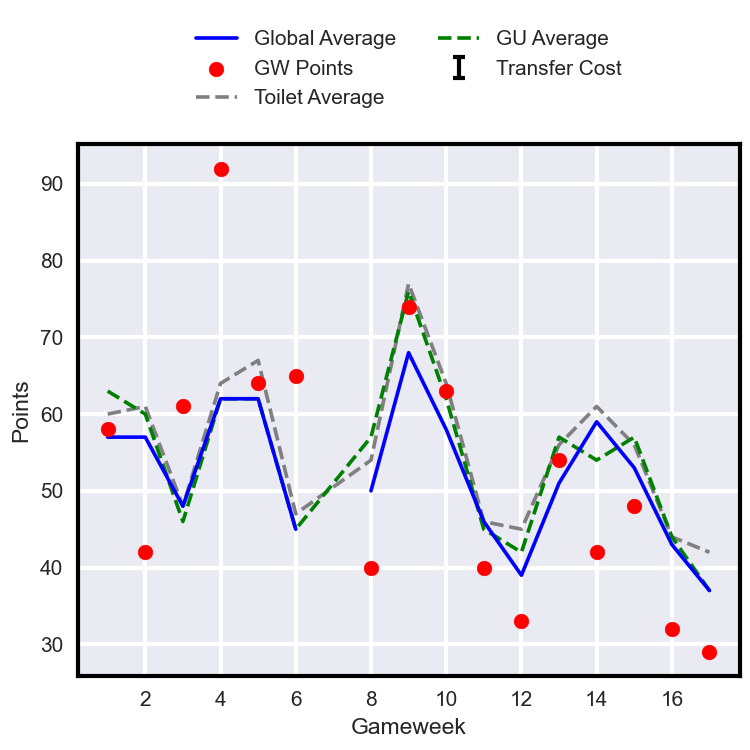 Global Average
GW Points
Toilet Average
GU Average
Transfer Cost
Points
90
80
70
60
50
40
30
2 4 6 8 10 12 14 16
Gameweek